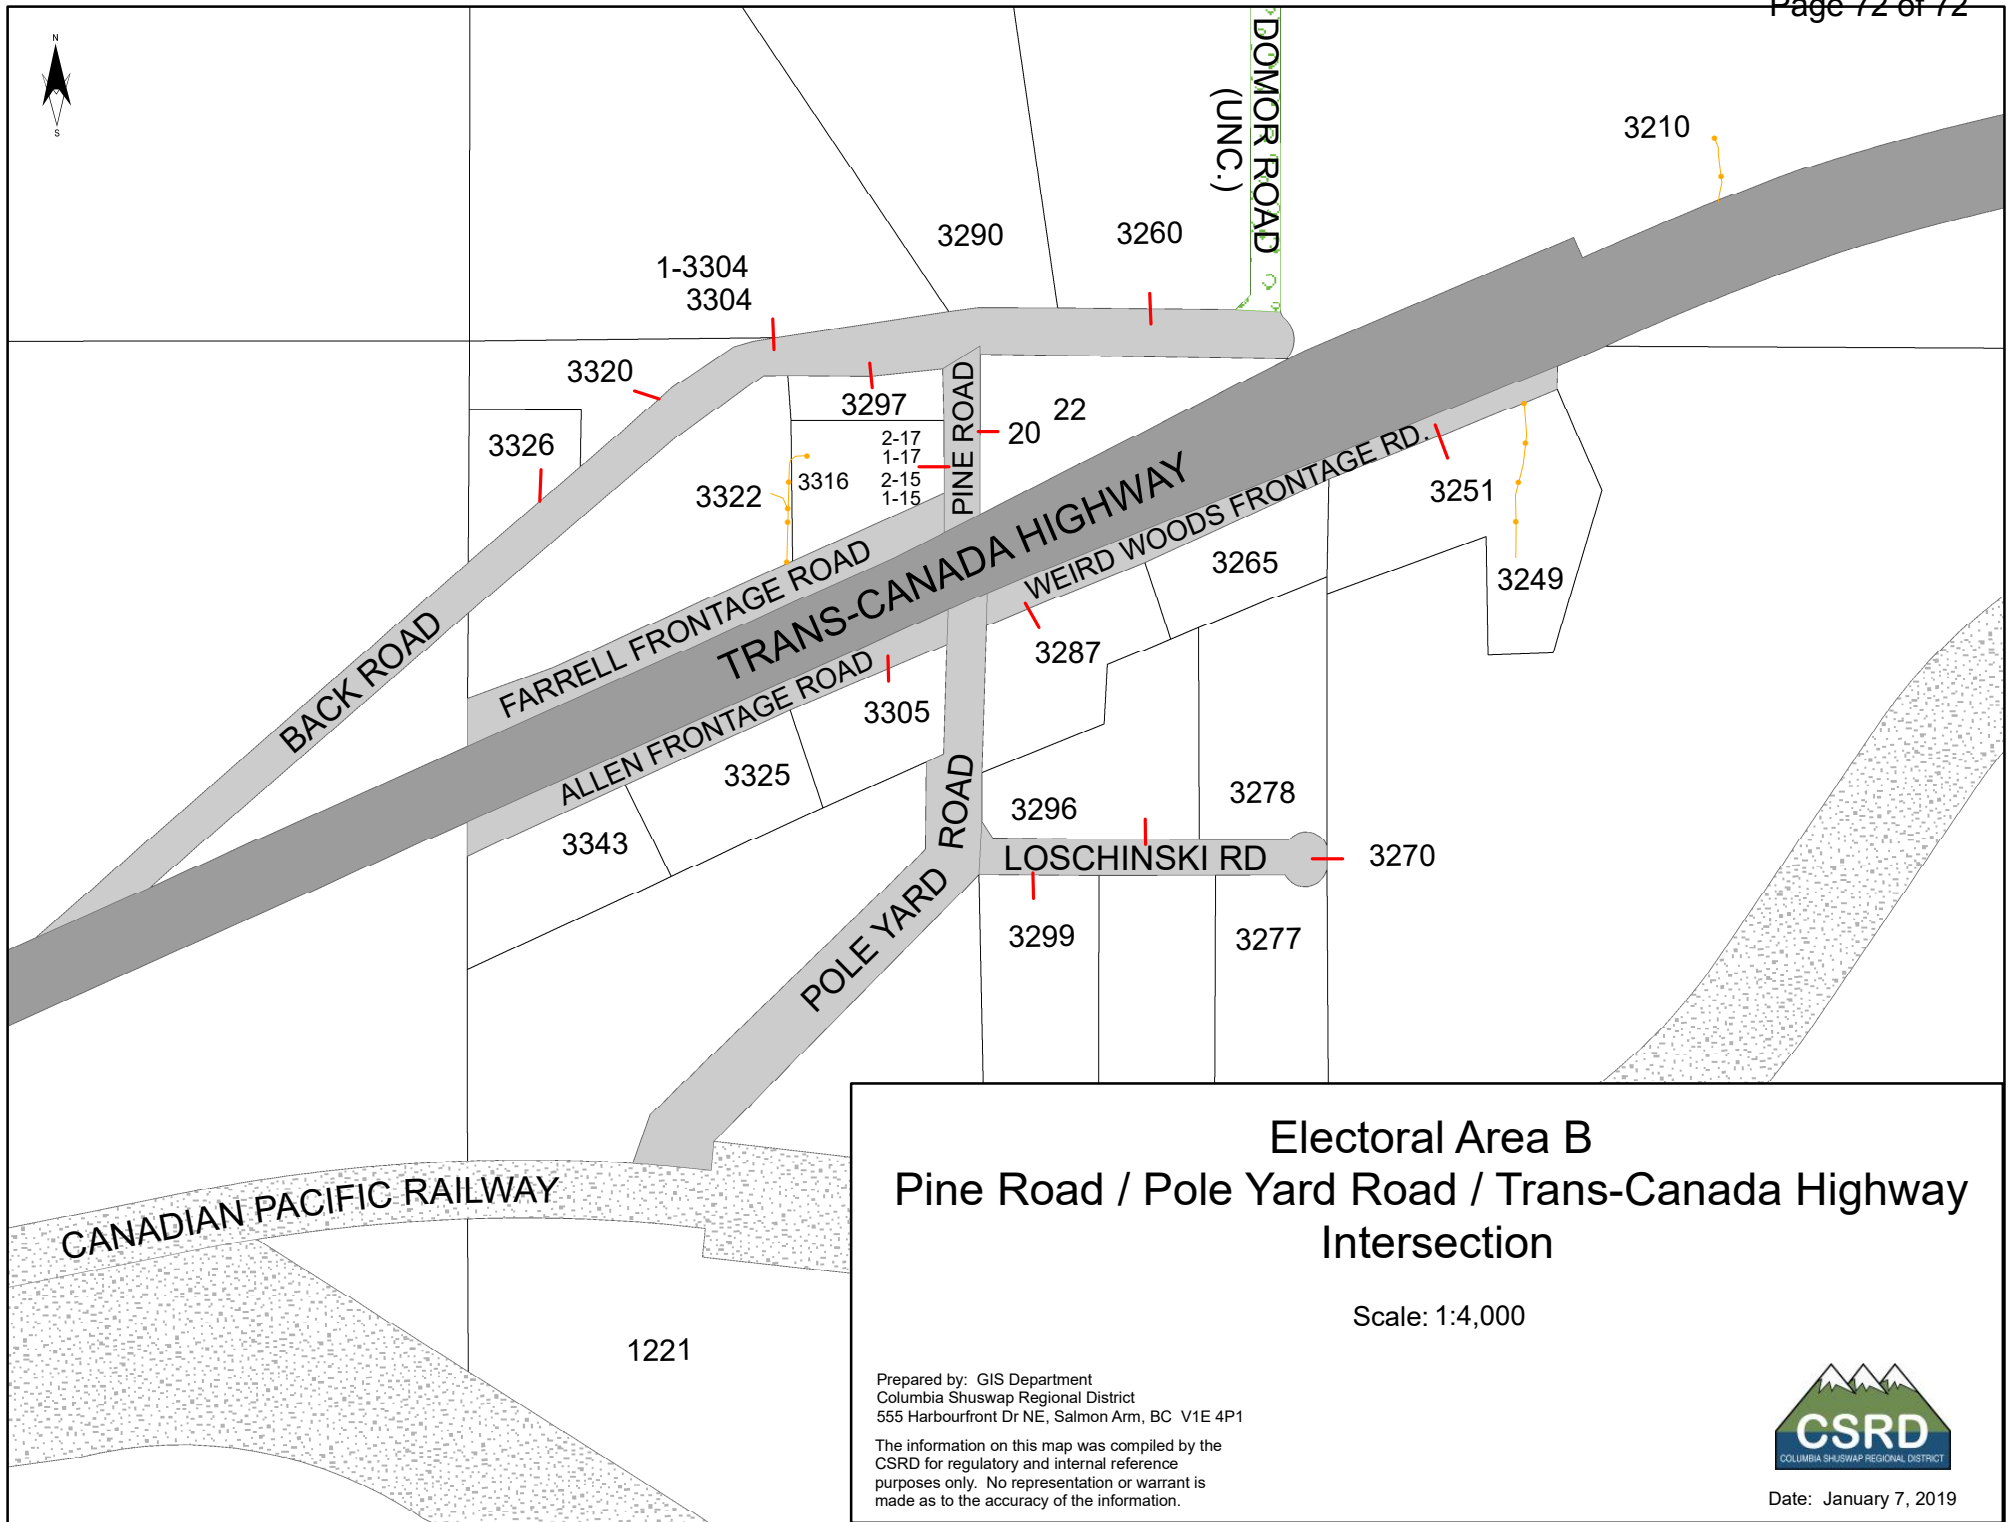 Page 72 of 72
N
S
DOMOR ROAD
(UNC.)
3210
3290
3260
1-3304
3304
3320
3297
PINE ROAD
22
20
3326
2-17
1-17
2-15
1-15
3316
3322
3251
3249
FARRELL FRONTAGE ROAD
TRANS-CANADA HIGHWAY
WEIRD WOODS FRONTAGE RD.
3265
3287
BACK ROAD
ALLEN FRONTAGE ROAD
3305
3325
3343
POLE YARD ROAD
3296
3278
LOSCHINSKI RD
3270
3299
3277
CANADIAN PACIFIC RAILWAY
1221
Electoral Area B
Pine Road / Pole Yard Road / Trans-Canada Highway
Intersection
Scale: 1:4,000
Prepared by: GIS Department
Columbia Shuswap Regional District
555 Harbourfront Dr NE, Salmon Arm, BC V1E 4P1
The information on this map was compiled by the
CSRD for regulatory and internal reference
purposes only. No representation or warrant is
made as to the accuracy of the information.
CSRD
COLUMBIA SHUSWAP REGIONAL DISTRICT
Date: January 7, 2019